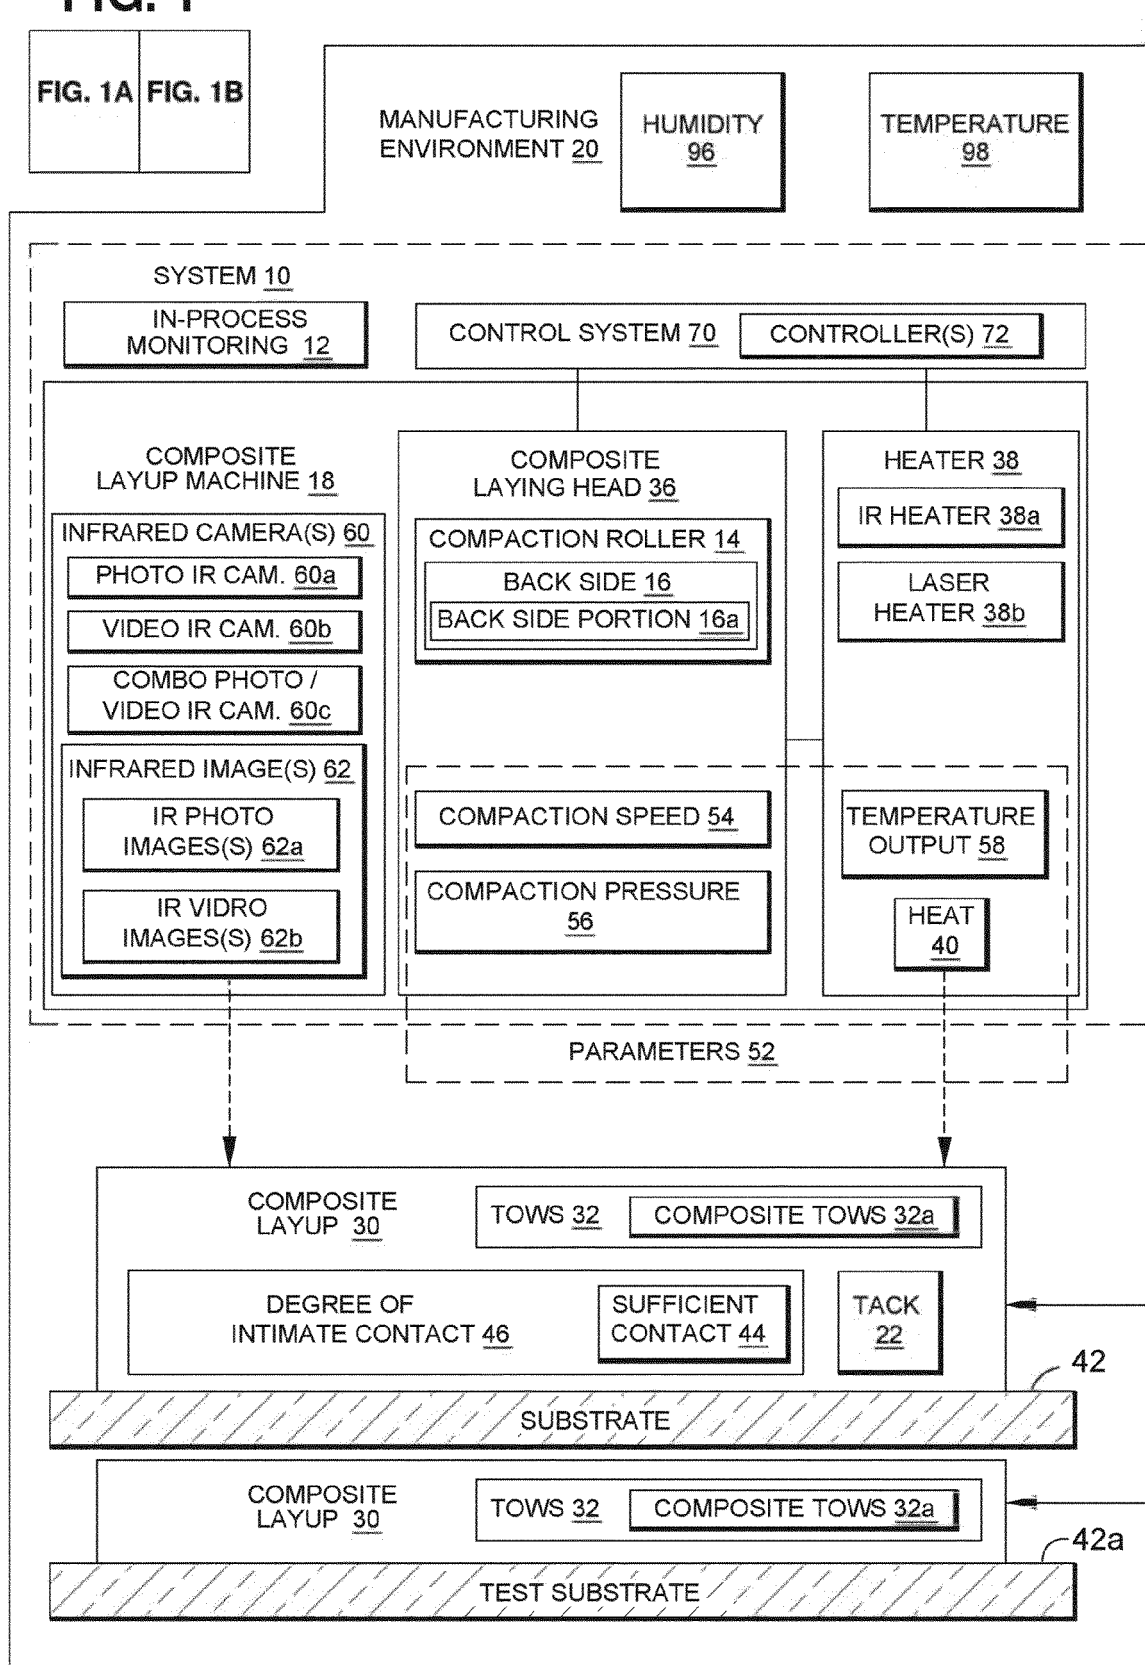 FIG. 1
FIG. 1A FIG. 1B
MANUFACTURING
ENVIRONMENT 20
HUMIDITY
96
TEMPERATURE
98
SYSTEM 10
IN-PROCESS
MONITORING 12
CONTROL SYSTEM 70
CONTROLLER(S) 72
COMPOSITE
LAYUP MACHINE 18
INFRARED CAMERA(S) 60
PHOTO IR CAM. 60a
VIDEO IR CAM. 60b
COMBO PHOTO /
VIDEO IR CAM. 60c
INFRARED IMAGE(S) 62
IR PHOTO
IMAGES(S) 62a
IR VIDRO
IMAGES(S) 62b
COMPOSITE
LAYING HEAD 36
COMPACTION ROLLER 14
BACK SIDE 16
BACK SIDE PORTION 16a
COMPACTION SPEED 54
COMPACTION PRESSURE
56
HEATER 38
IR HEATER 38a
LASER
HEATER 38b
TEMPERATURE
OUTPUT 58
HEAT
40
PARAMETERS 52
COMPOSITE
LAYUP 30
TOWS 32
COMPOSITE TOWS 32a
DEGREE OF
INTIMATE CONTACT 46
SUFFICIENT
CONTACT 44
TACK
22
42
SUBSTRATE
COMPOSITE
LAYUP 30
TOWS 32
COMPOSITE TOWS 32a
42a
TEST SUBSTRATE